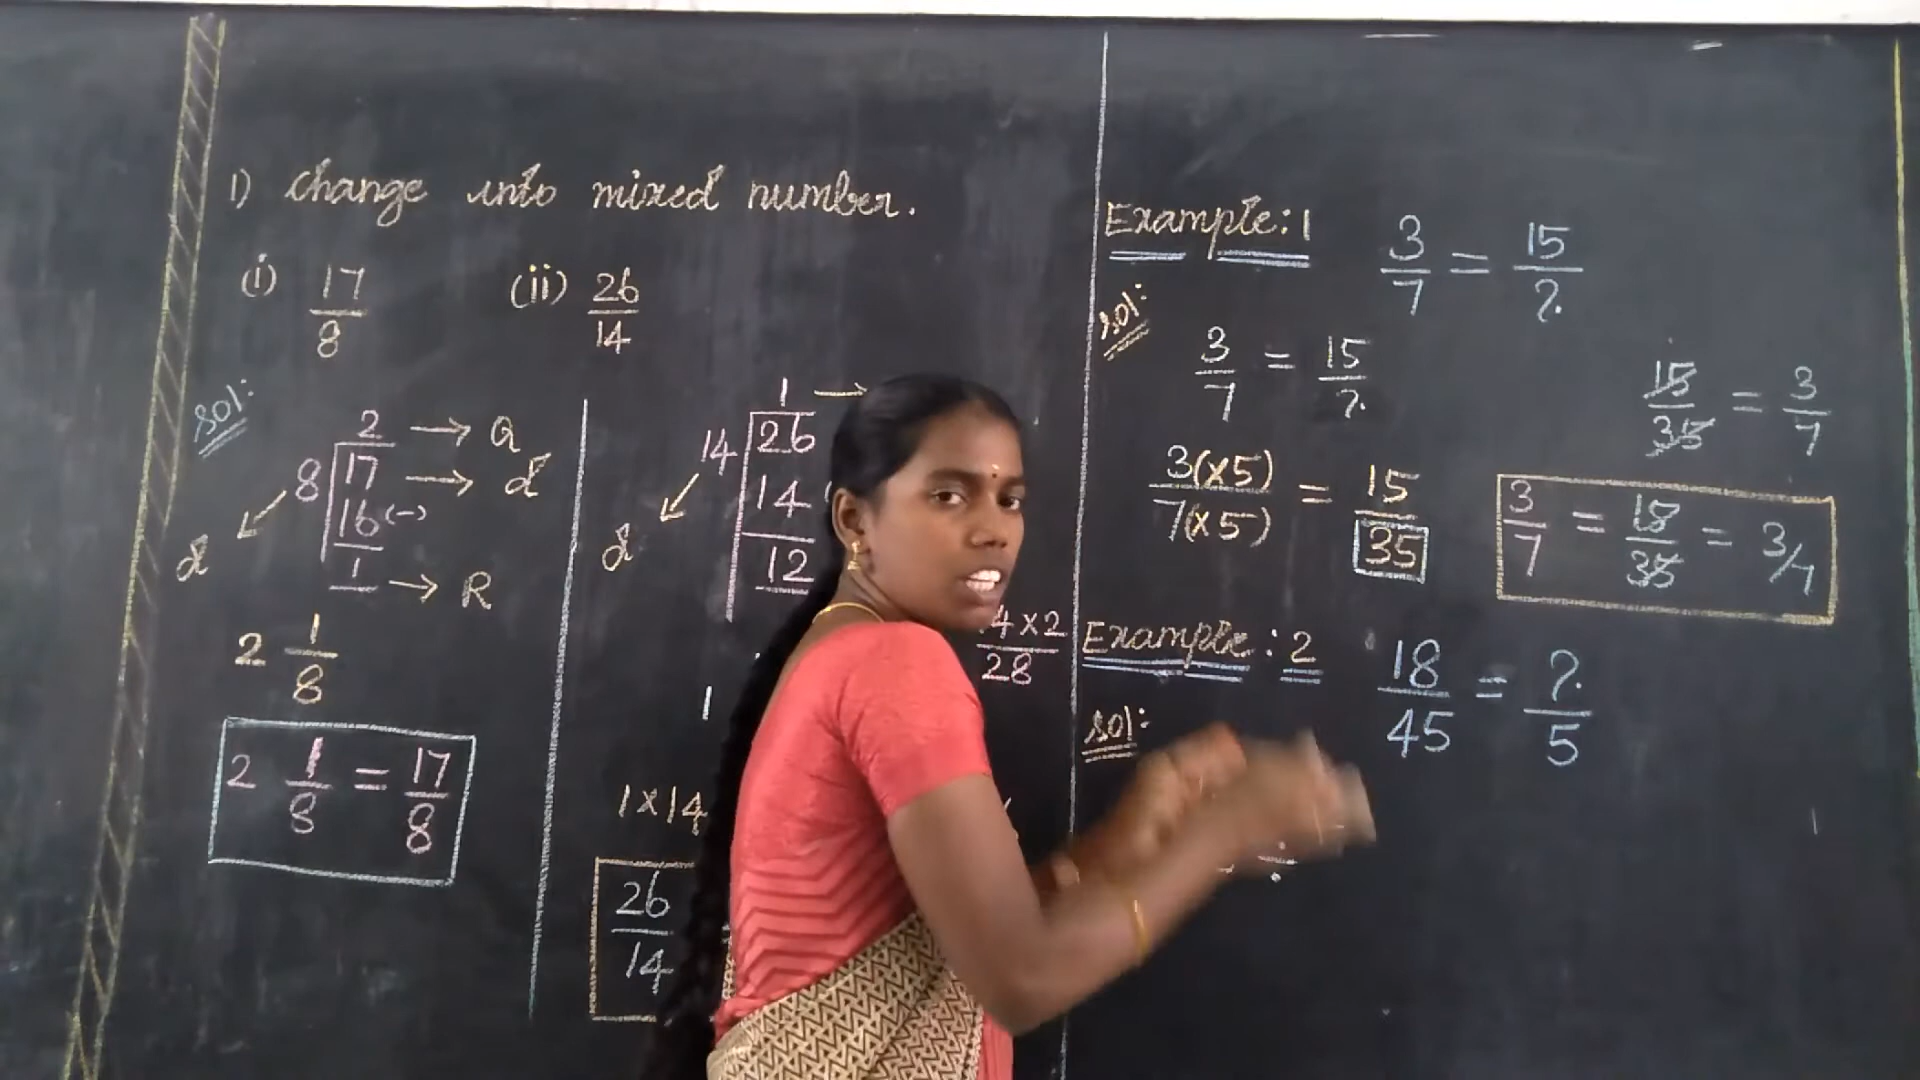 1) Change into mixed number.
(i) 17/8 (ii) 26/14
sol:
2 → Q
8 17 → d
16 (-)
d
1 → R
2 1/8
2 1/8 = 17/8
1 →
14 26
14
d
12
4 × 2
28
1
1 × 14
26/14
Example: 1 3/7 = 15/?
sol:
3/7 = 15/?
15/35 = 3/7
3(×5)/7(×5) = 15/35
3/7 = 15/35 = 3/7
Example: 2 18/45 = ?/5
sol: